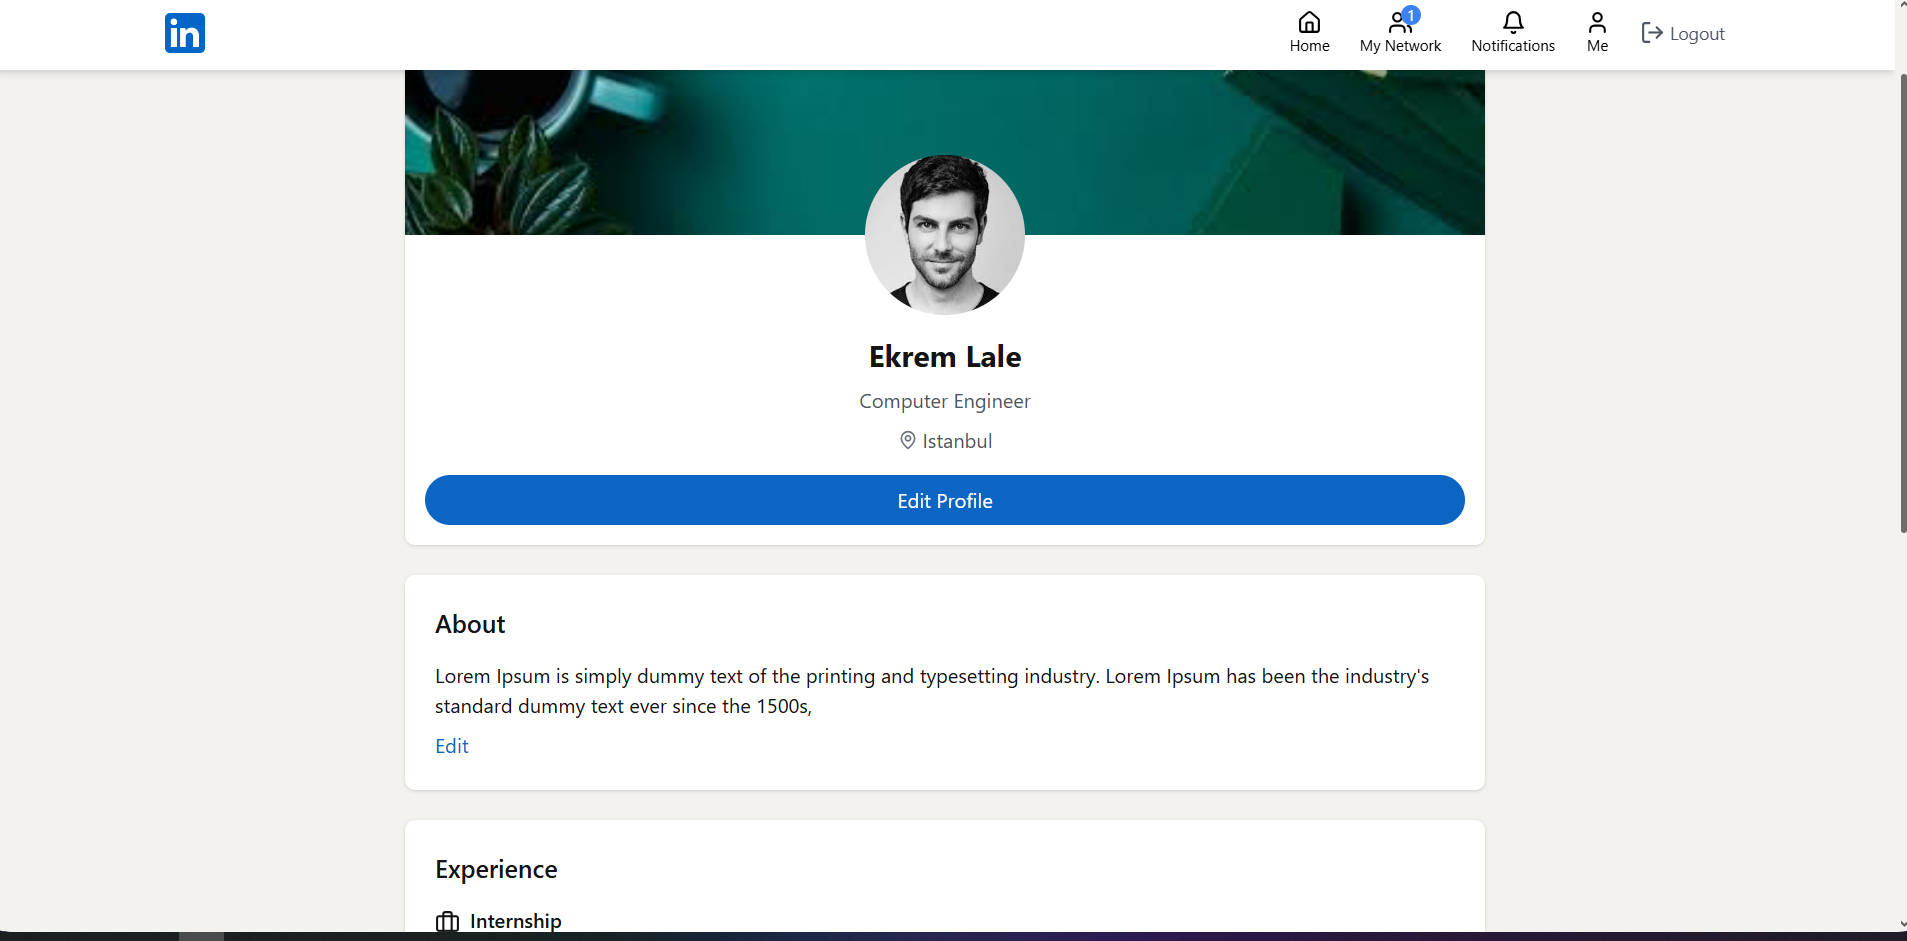 in
1
Home
My Network
Notifications
Me
Logout
Ekrem Lale
Computer Engineer
Istanbul
Edit Profile
About
Lorem Ipsum is simply dummy text of the printing and typesetting industry. Lorem Ipsum has been the industry's
standard dummy text ever since the 1500s,
Edit
Experience
Internship